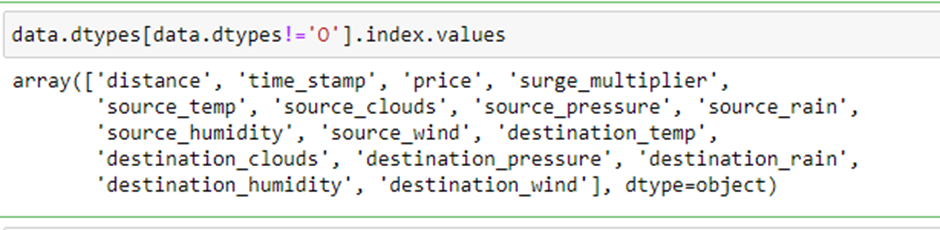 data.dtypes[data.dtypes!='O'].index.values
array(['distance', 'time_stamp', 'price', 'surge_multiplier',
'source_temp', 'source_clouds', 'source_pressure', 'source_rain',
'source_humidity', 'source_wind', 'destination_temp',
'destination_clouds', 'destination_pressure', 'destination_rain',
'destination_humidity', 'destination_wind'], dtype=object)